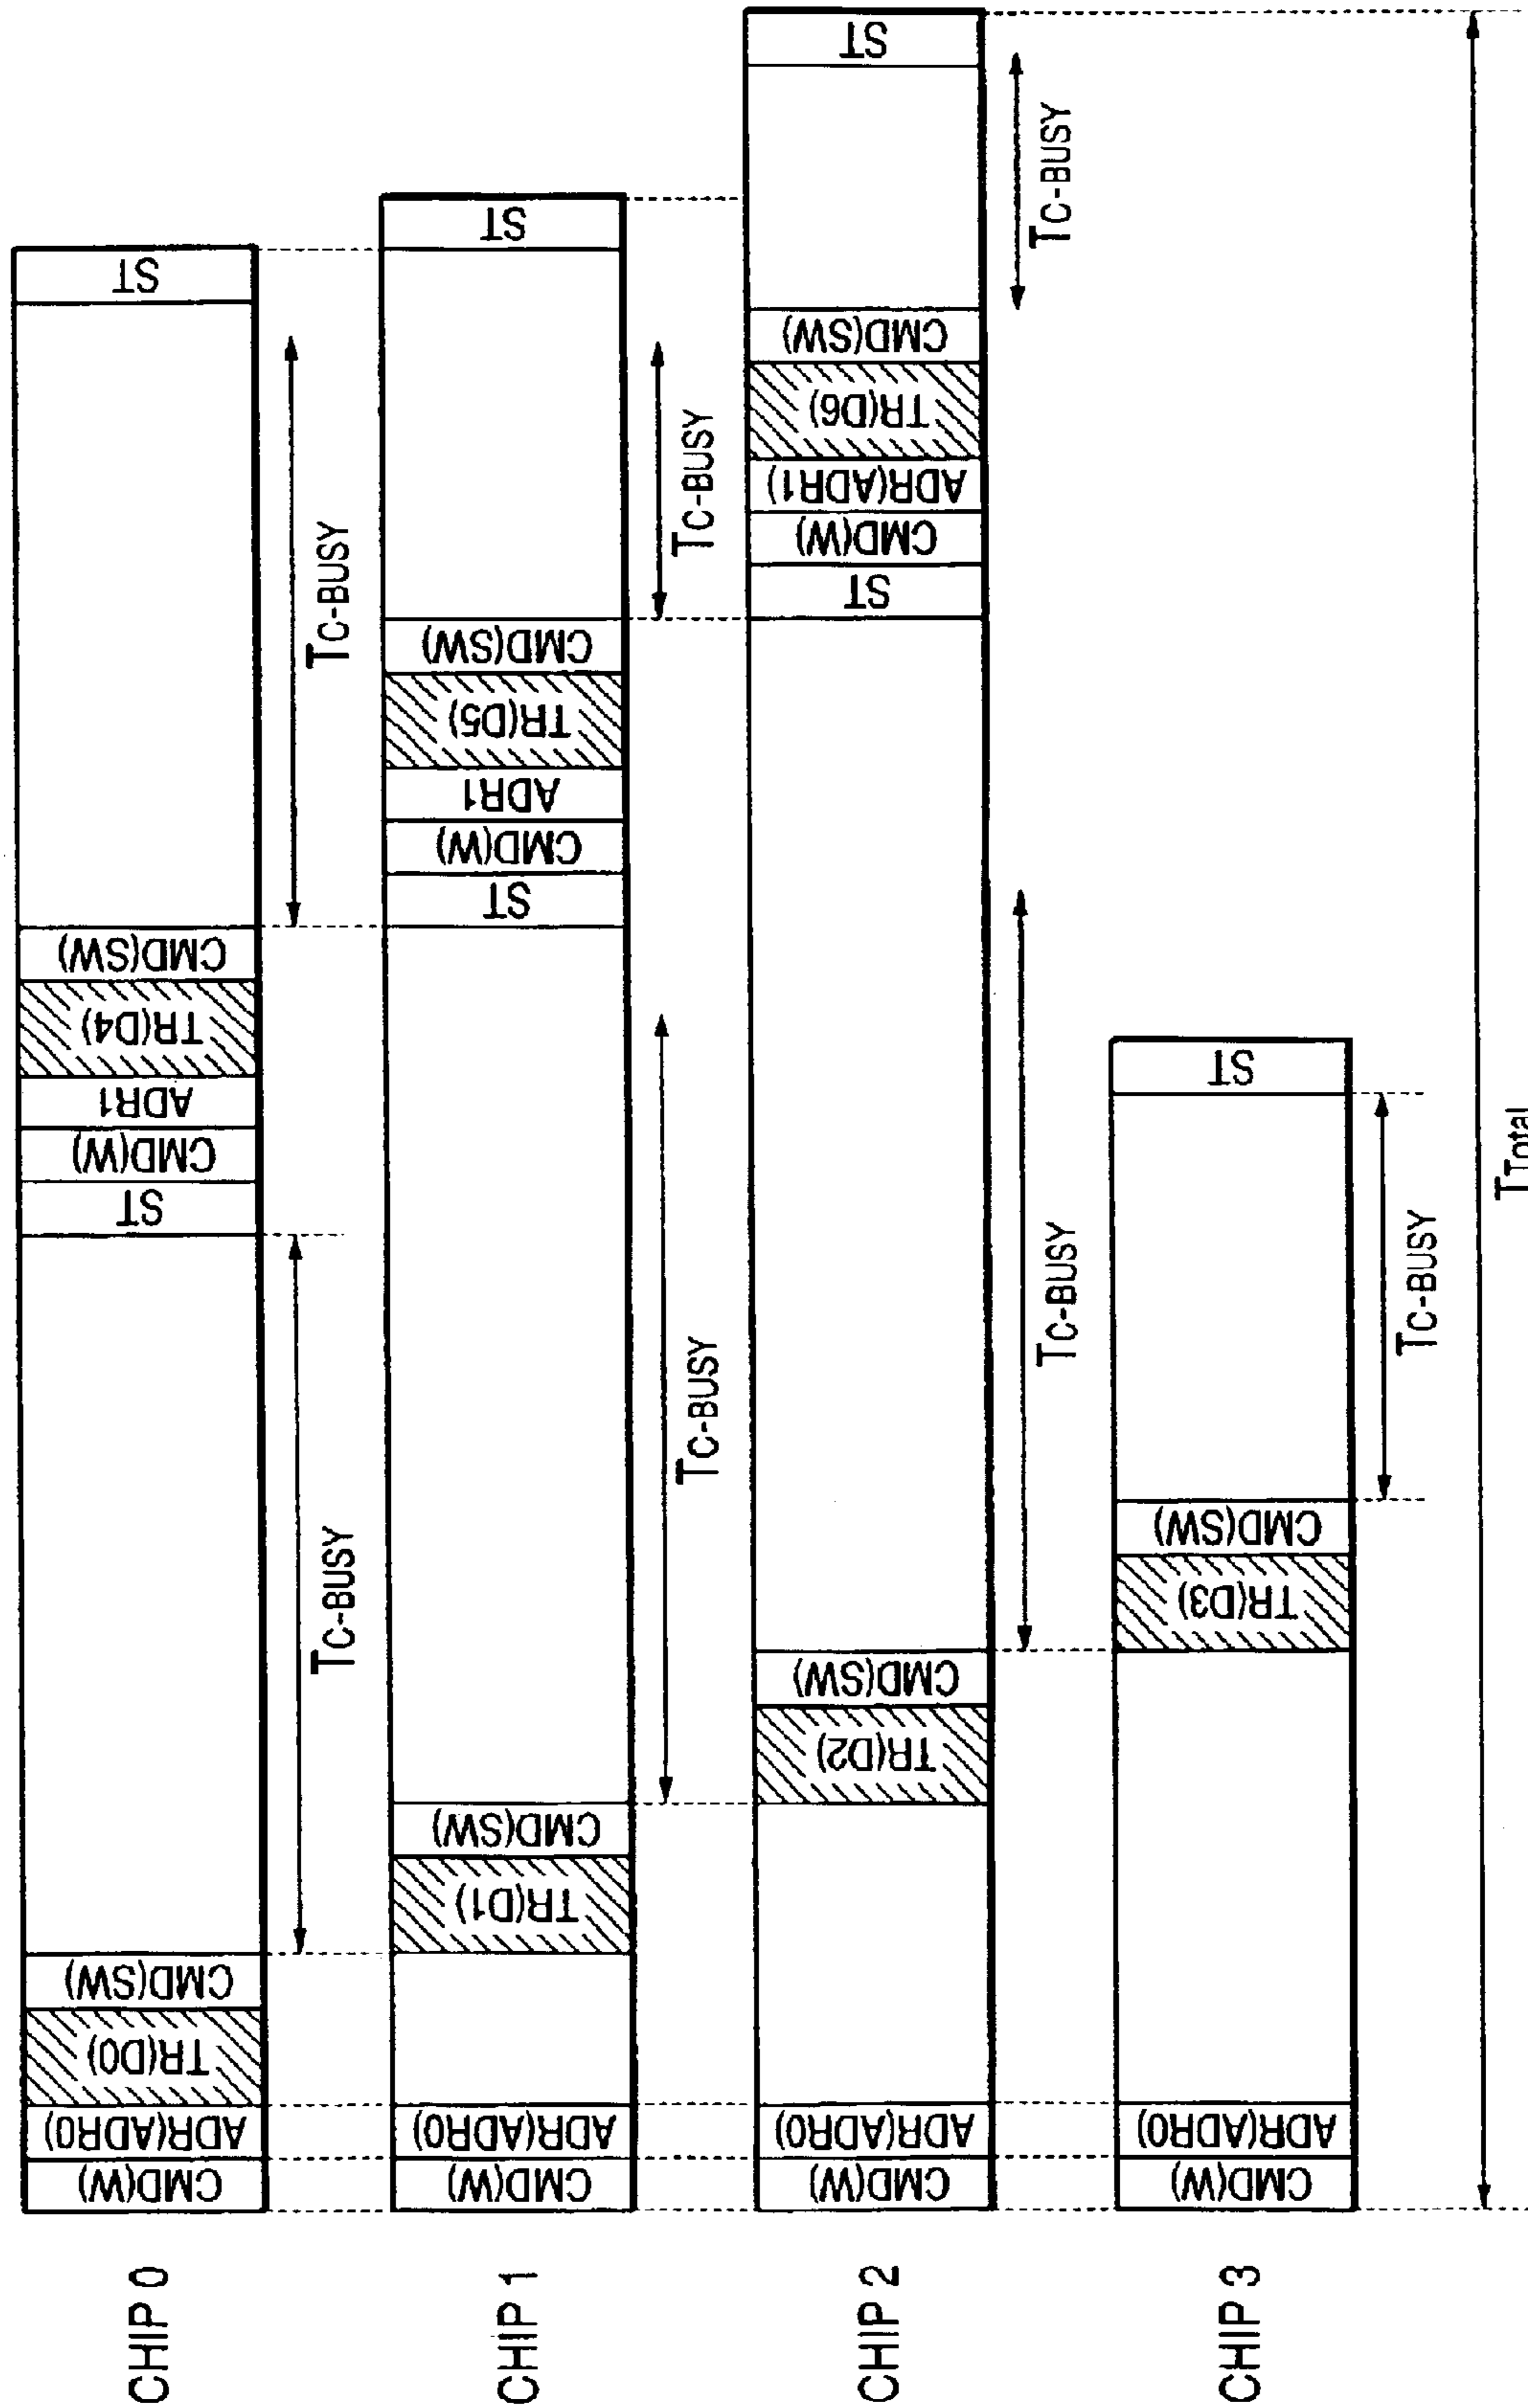 CHIP 0
CMD(W)
ADR(ADR0)
TR(D0)
CMD(SW)
ST
CMD(W)
ADR1
TR(D4)
CMD(SW)
ST
TC-BUSY
TC-BUSY
CHIP 1
CMD(W)
ADR(ADR0)
TR(D1)
CMD(SW)
ST
CMD(W)
ADR1
TR(D5)
CMD(SW)
ST
TC-BUSY
TC-BUSY
CHIP 2
CMD(W)
ADR(ADR0)
TR(D2)
CMD(SW)
ST
CMD(W)
ADR(ADR1)
TR(D6)
CMD(SW)
ST
TC-BUSY
TC-BUSY
CHIP 3
CMD(W)
ADR(ADR0)
TR(D3)
CMD(SW)
ST
TC-BUSY
TTotal